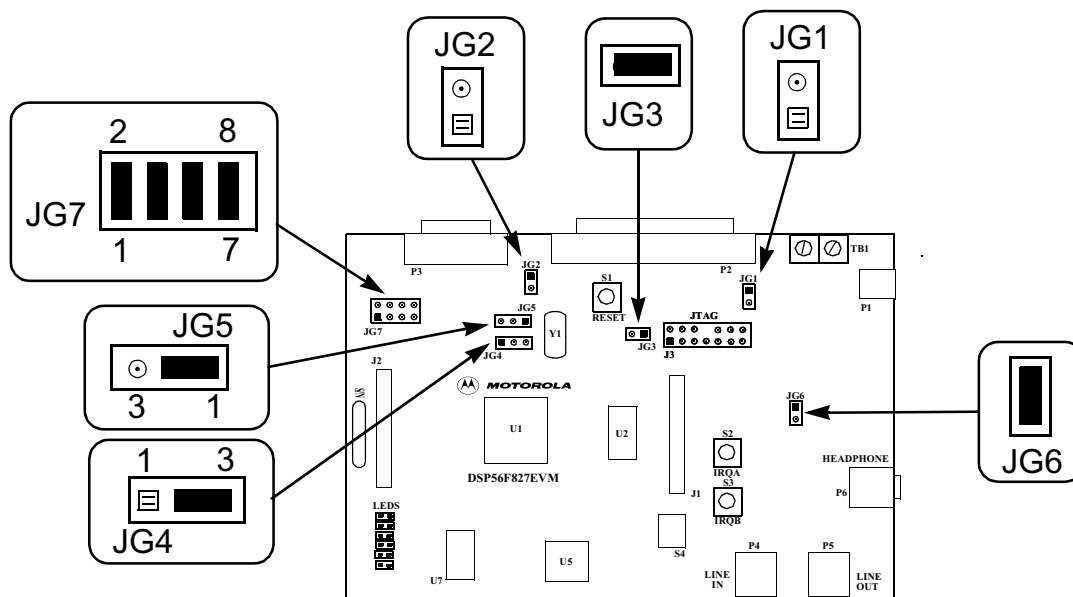 JG2
JG3
JG1
2 8
JG7
1 7
JG5
3 1
1 3
JG4
JG6
P3
JG2
S1
RESET
P2
JG1
TB1
P1
JG7
JG5
JG4
Y1
JG3
JTAG
J3
J2
S/N
MOTOROLA
U1
U2
DSP56F827EVM
JG6
S2
IRQA
S3
IRQB
J1
HEADPHONE
P6
LEDS
U7
U5
S4
P4
LINE
IN
P5
LINE
OUT